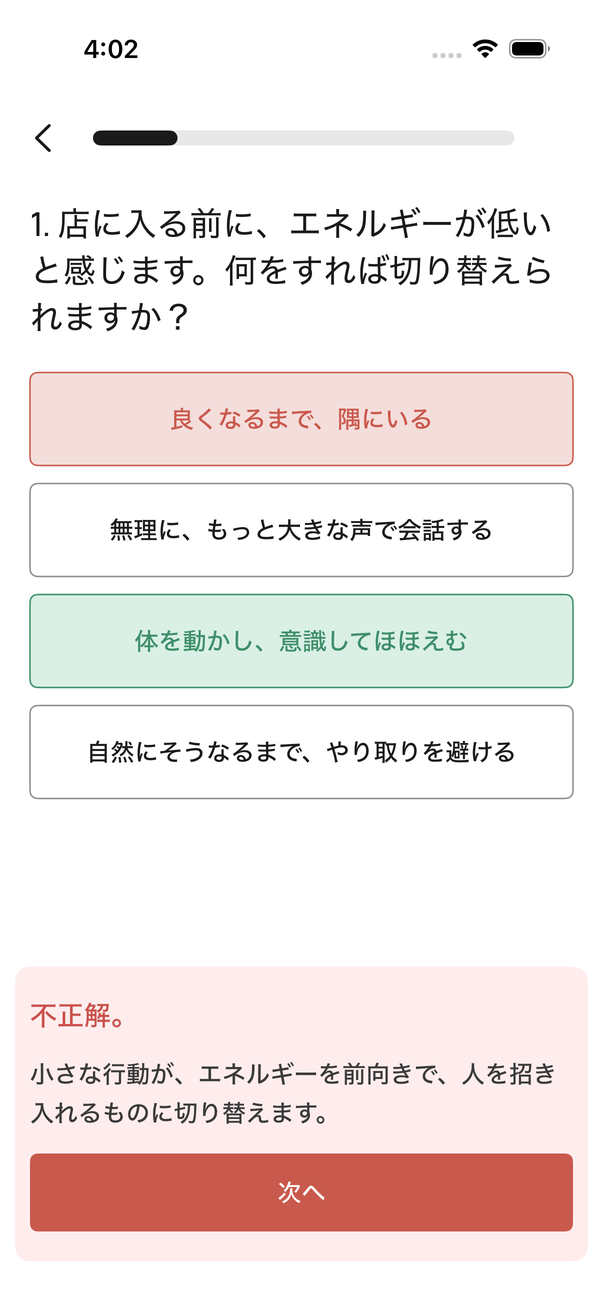 4:02
1. 店に入る前に、エネルギーが低い
と感じます。何をすれば切り替えら
れますか？
良くなるまで、隅にいる
無理に、もっと大きな声で会話する
体を動かし、意識してほほえむ
自然にそうなるまで、やり取りを避ける
不正解。
小さな行動が、エネルギーを前向きで、人を招き
入れるものに切り替えます。
次へ